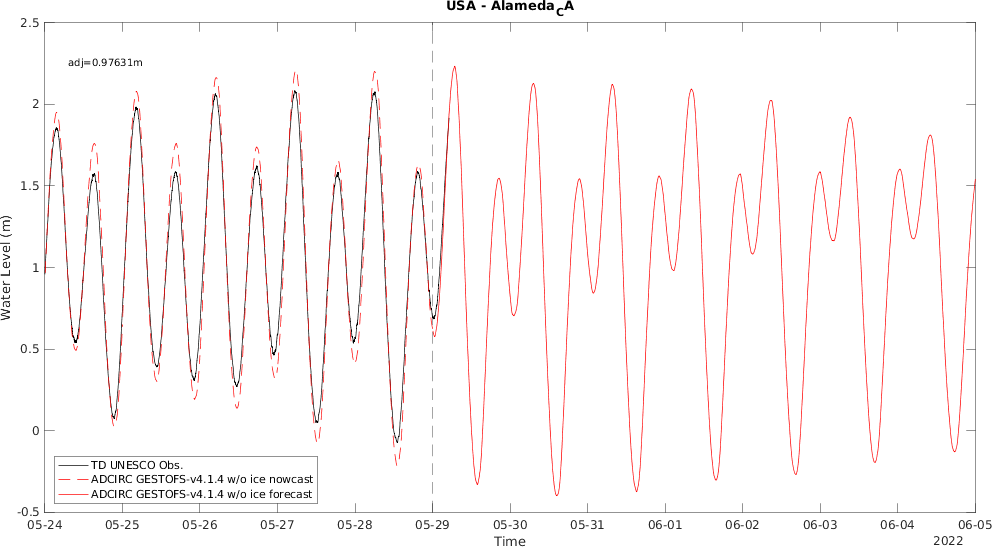 USA - Alameda_CA
adj=0.97631m
Water Level (m)
2.5
2
1.5
1
0.5
0
-0.5
TD UNESCO Obs.
ADCIRC GESTOFS-v4.1.4 w/o ice nowcast
ADCIRC GESTOFS-v4.1.4 w/o ice forecast
05-24 05-25 05-26 05-27 05-28 05-29 05-30 05-31 06-01 06-02 06-03 06-04 06-05
Time
2022